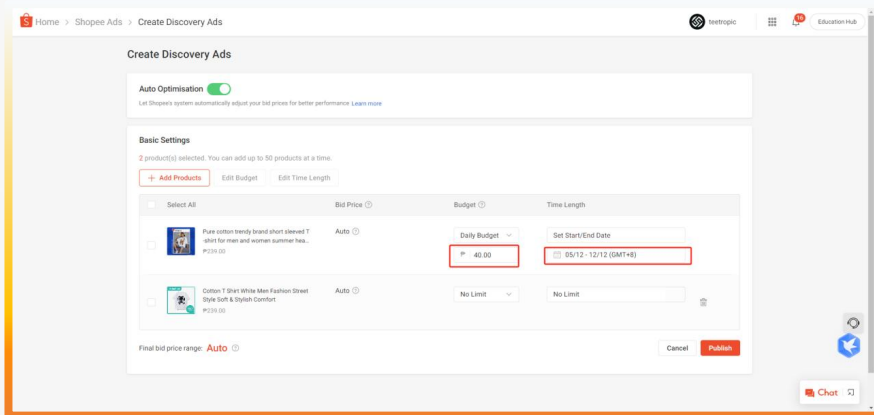 Home > Shopee Ads > Create Discovery Ads
teetropic
16
Education Hub
Create Discovery Ads
Auto Optimisation
Let Shopee's system automatically adjust your bid prices for better performance Learn more
Basic Settings
2 product(s) selected. You can add up to 50 products at a time.
+ Add Products
Edit Budget
Edit Time Length
Select All
Bid Price
Budget
Time Length
Pure cotton trendy brand short sleeved T
-shirt for men and women summer hea...
₱239.00
Auto
Daily Budget
₱ 40.00
Set Start/End Date
05/12 - 12/12 (GMT+8)
Cotton T Shirt White Men Fashion Street
Style Soft & Stylish Comfort
₱239.00
Auto
No Limit
No Limit
Final bid price range: Auto
Cancel
Publish
Chat